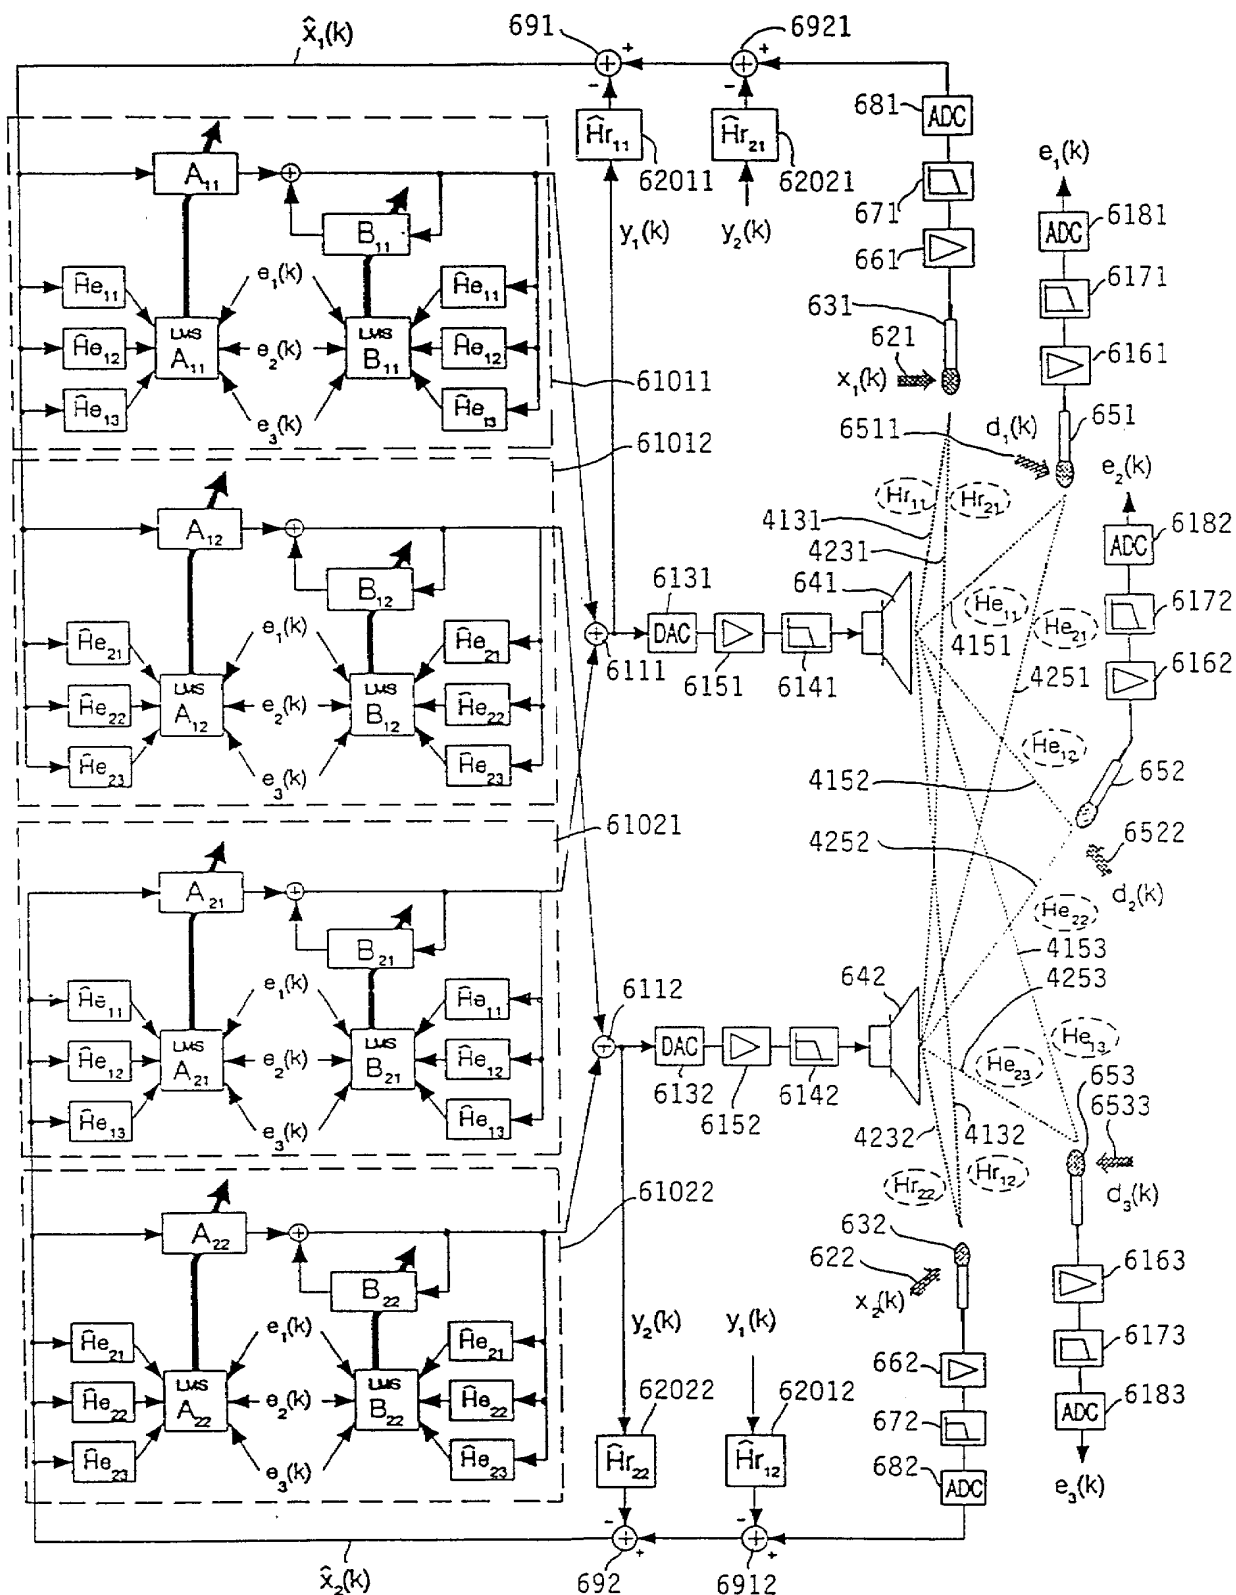 x̂₁(k)
691
6921
+
+
-
-
681
ADC
Ĥr₁₁
Ĥr₂₁
62011
62021
y₁(k)
y₂(k)
671
661
631
621
x₁(k)
e₁(k)
ADC
6181
6171
6161
651
d₁(k)
6511
A₁₁
B₁₁
Ĥe₁₁
e₁(k)
Ĥe₁₁
Ĥe₁₂
LMS A₁₁
e₂(k)
LMS B₁₁
Ĥe₁₂
Ĥe₁₃
e₃(k)
Ĥe₁₃
61011
61012
A₁₂
B₁₂
Ĥe₂₁
e₁(k)
Ĥe₂₁
Ĥe₂₂
LMS A₁₂
e₂(k)
LMS B₁₂
Ĥe₂₂
Ĥe₂₃
e₃(k)
Ĥe₂₃
e₂(k)
ADC
6182
6172
6162
652
6522
d₂(k)
Hr₁₁
Hr₂₁
4131
4231
641
6131
DAC
6111
6151
6141
He₁₁
He₂₁
4151
4251
He₁₂
4152
4252
He₂₂
4153
4253
61021
A₂₁
B₂₁
Ĥe₁₁
e₁(k)
Ĥe₁₁
Ĥe₁₂
LMS A₂₁
e₂(k)
LMS B₂₁
Ĥe₁₂
Ĥe₁₃
e₃(k)
Ĥe₁₃
6112
DAC
6132
6152
6142
642
He₁₃
He₂₃
653
6533
d₃(k)
4232
4132
Hr₂₂
Hr₁₂
61022
A₂₂
B₂₂
Ĥe₂₁
e₁(k)
Ĥe₂₁
Ĥe₂₂
LMS A₂₂
e₂(k)
LMS B₂₂
Ĥe₂₂
Ĥe₂₃
e₃(k)
Ĥe₂₃
y₂(k)
y₁(k)
62022
62012
Ĥr₂₂
Ĥr₁₂
632
622
x₂(k)
662
672
682
ADC
6163
6173
6183
ADC
e₃(k)
-
-
+
+
x̂₂(k)
692
6912